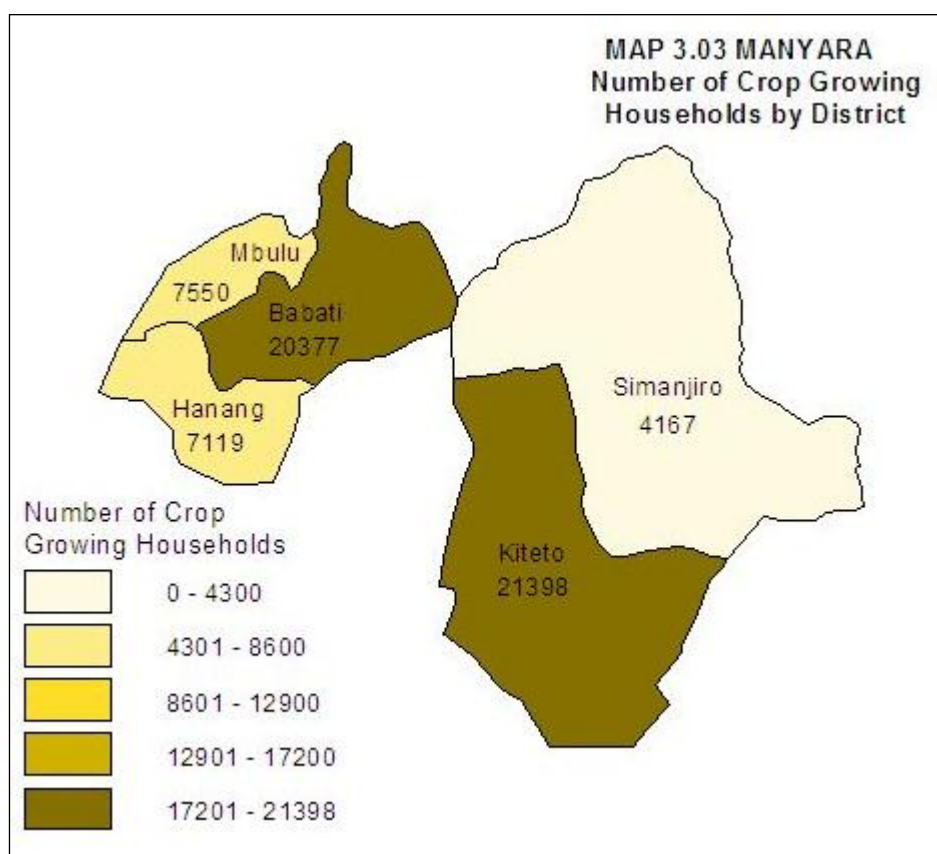 MAP 3.03 MANYARA
Number of Crop Growing
Households by District
Mbulu
7550
Babati
20377
Hanang
7119
Simanjiro
4167
Kiteto
21398
Number of Crop
Growing Households
0 - 4300
4301 - 8600
8601 - 12900
12901 - 17200
17201 - 21398